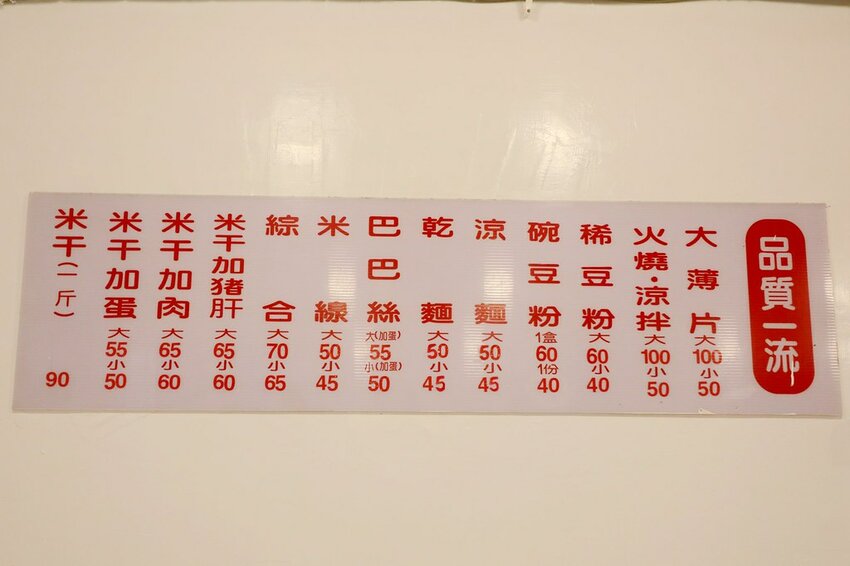 品質一流
大薄片 大100 小50
火燒·涼拌 大100 小50
稀豆粉 大60 小40
碗豆粉 1盒60 1份40
涼麵 大50 小45
乾麵 大50 小45
巴巴絲 大(加蛋)55 小(加蛋)50
米線 大50 小45
綜合 大70 小65
米干加豬肝 大65 小60
米干加肉 大65 小60
米干加蛋 大55 小50
米干(一斤) 90